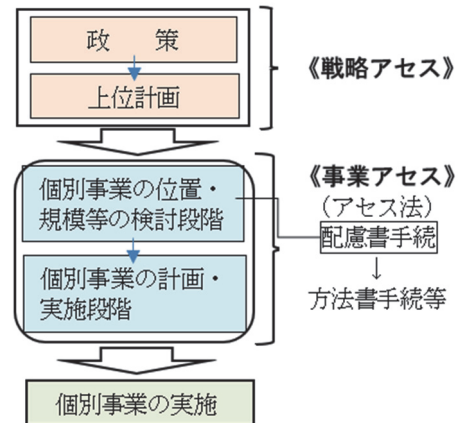 政　策
上位計画
《戦略アセス》
個別事業の位置・
規模等の検討段階
個別事業の計画・
実施段階
《事業アセス》
（アセス法）
配慮書手続
↓
方法書手続等
個別事業の実施